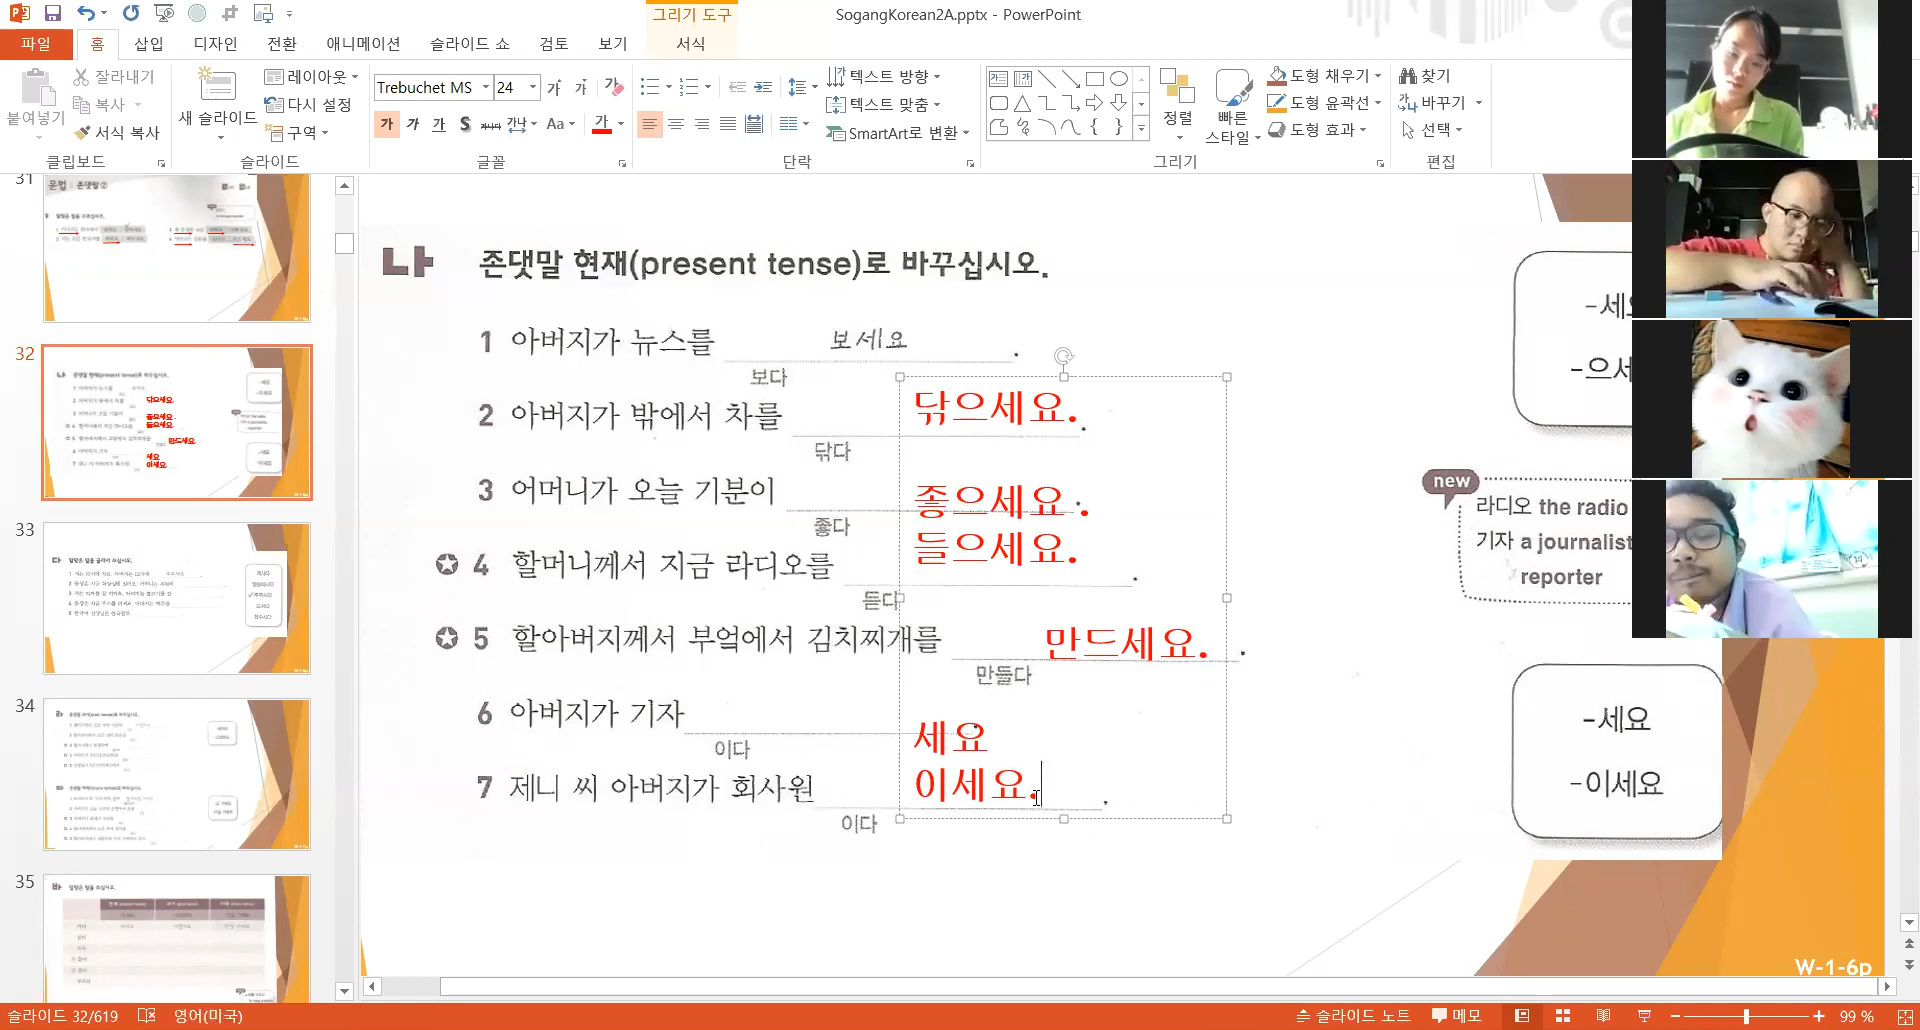 SogangKorean2A.pptx - PowerPoint
그리기 도구
파일 홈 삽입 디자인 전환 애니메이션 슬라이드 쇼 검토 보기 서식
붙여넣기
잘라내기
복사
서식 복사
클립보드
새 슬라이드
레이아웃
다시 설정
구역
슬라이드
Trebuchet MS 24
가 가 가 S 가나다 간낫 Aa 가
글꼴
텍스트 방향
텍스트 맞춤
SmartArt로 변환
단락
정렬
빠른 스타일
도형 채우기
도형 윤곽선
도형 효과
그리기
찾기
바꾸기
선택
편집
31
32
33
34
35
나 존댓말 현재(present tense)로 바꾸십시오.
1 아버지가 뉴스를 보세요 .
보다
2 아버지가 밖에서 차를 닦으세요. .
닦다
3 어머니가 오늘 기분이 좋으세요 . .
좋다
4 할머니께서 지금 라디오를 들으세요. .
듣다
5 할아버지께서 부엌에서 김치찌개를 만드세요. .
만들다
6 아버지가 기자 세요
이다
7 제니 씨 아버지가 회사원 이세요. .
이다
-세요
-으세
new
라디오 the radio
기자 a journalist
reporter
-세요
-이세요
W-1-6p
슬라이드 32/619 영어(미국) 슬라이드 노트 메모 99 %